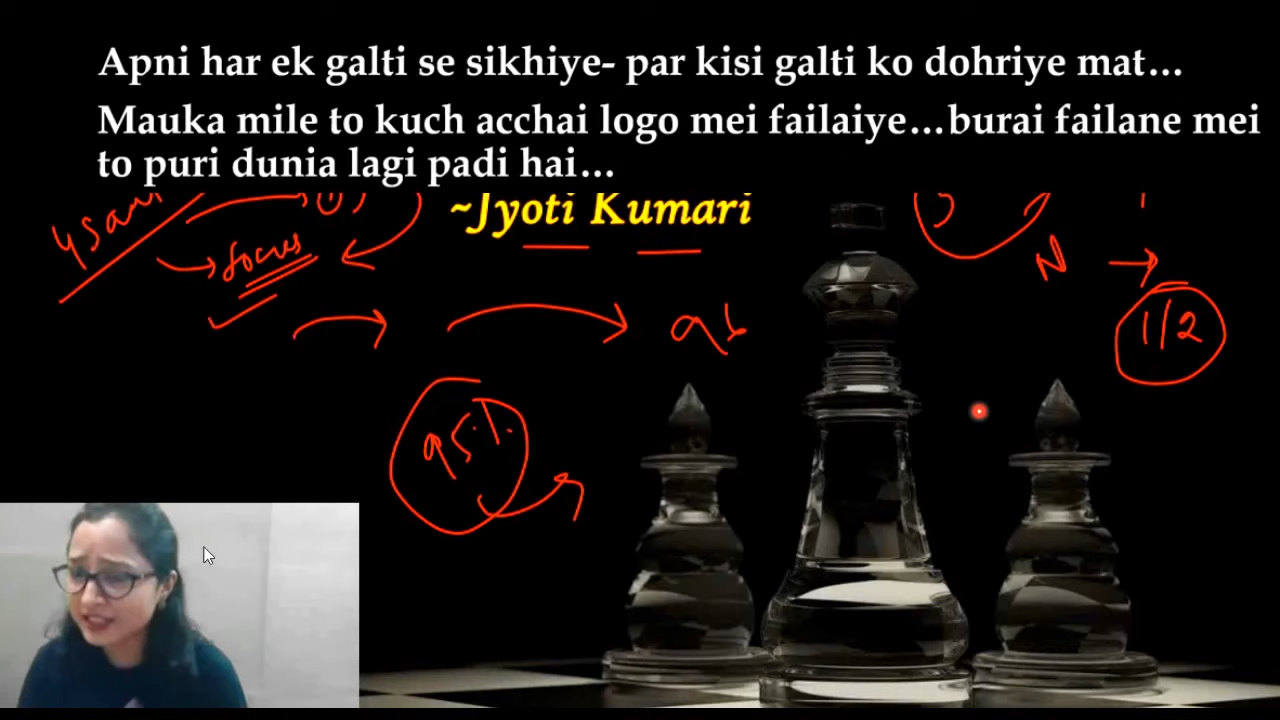 Apni har ek galti se sikhiye- par kisi galti ko dohriye mat...
Mauka mile to kuch acchai logo mei failaiye...burai failane mei
to puri dunia lagi padi hai...
~Jyoti Kumari
focus
N
1/2
95%